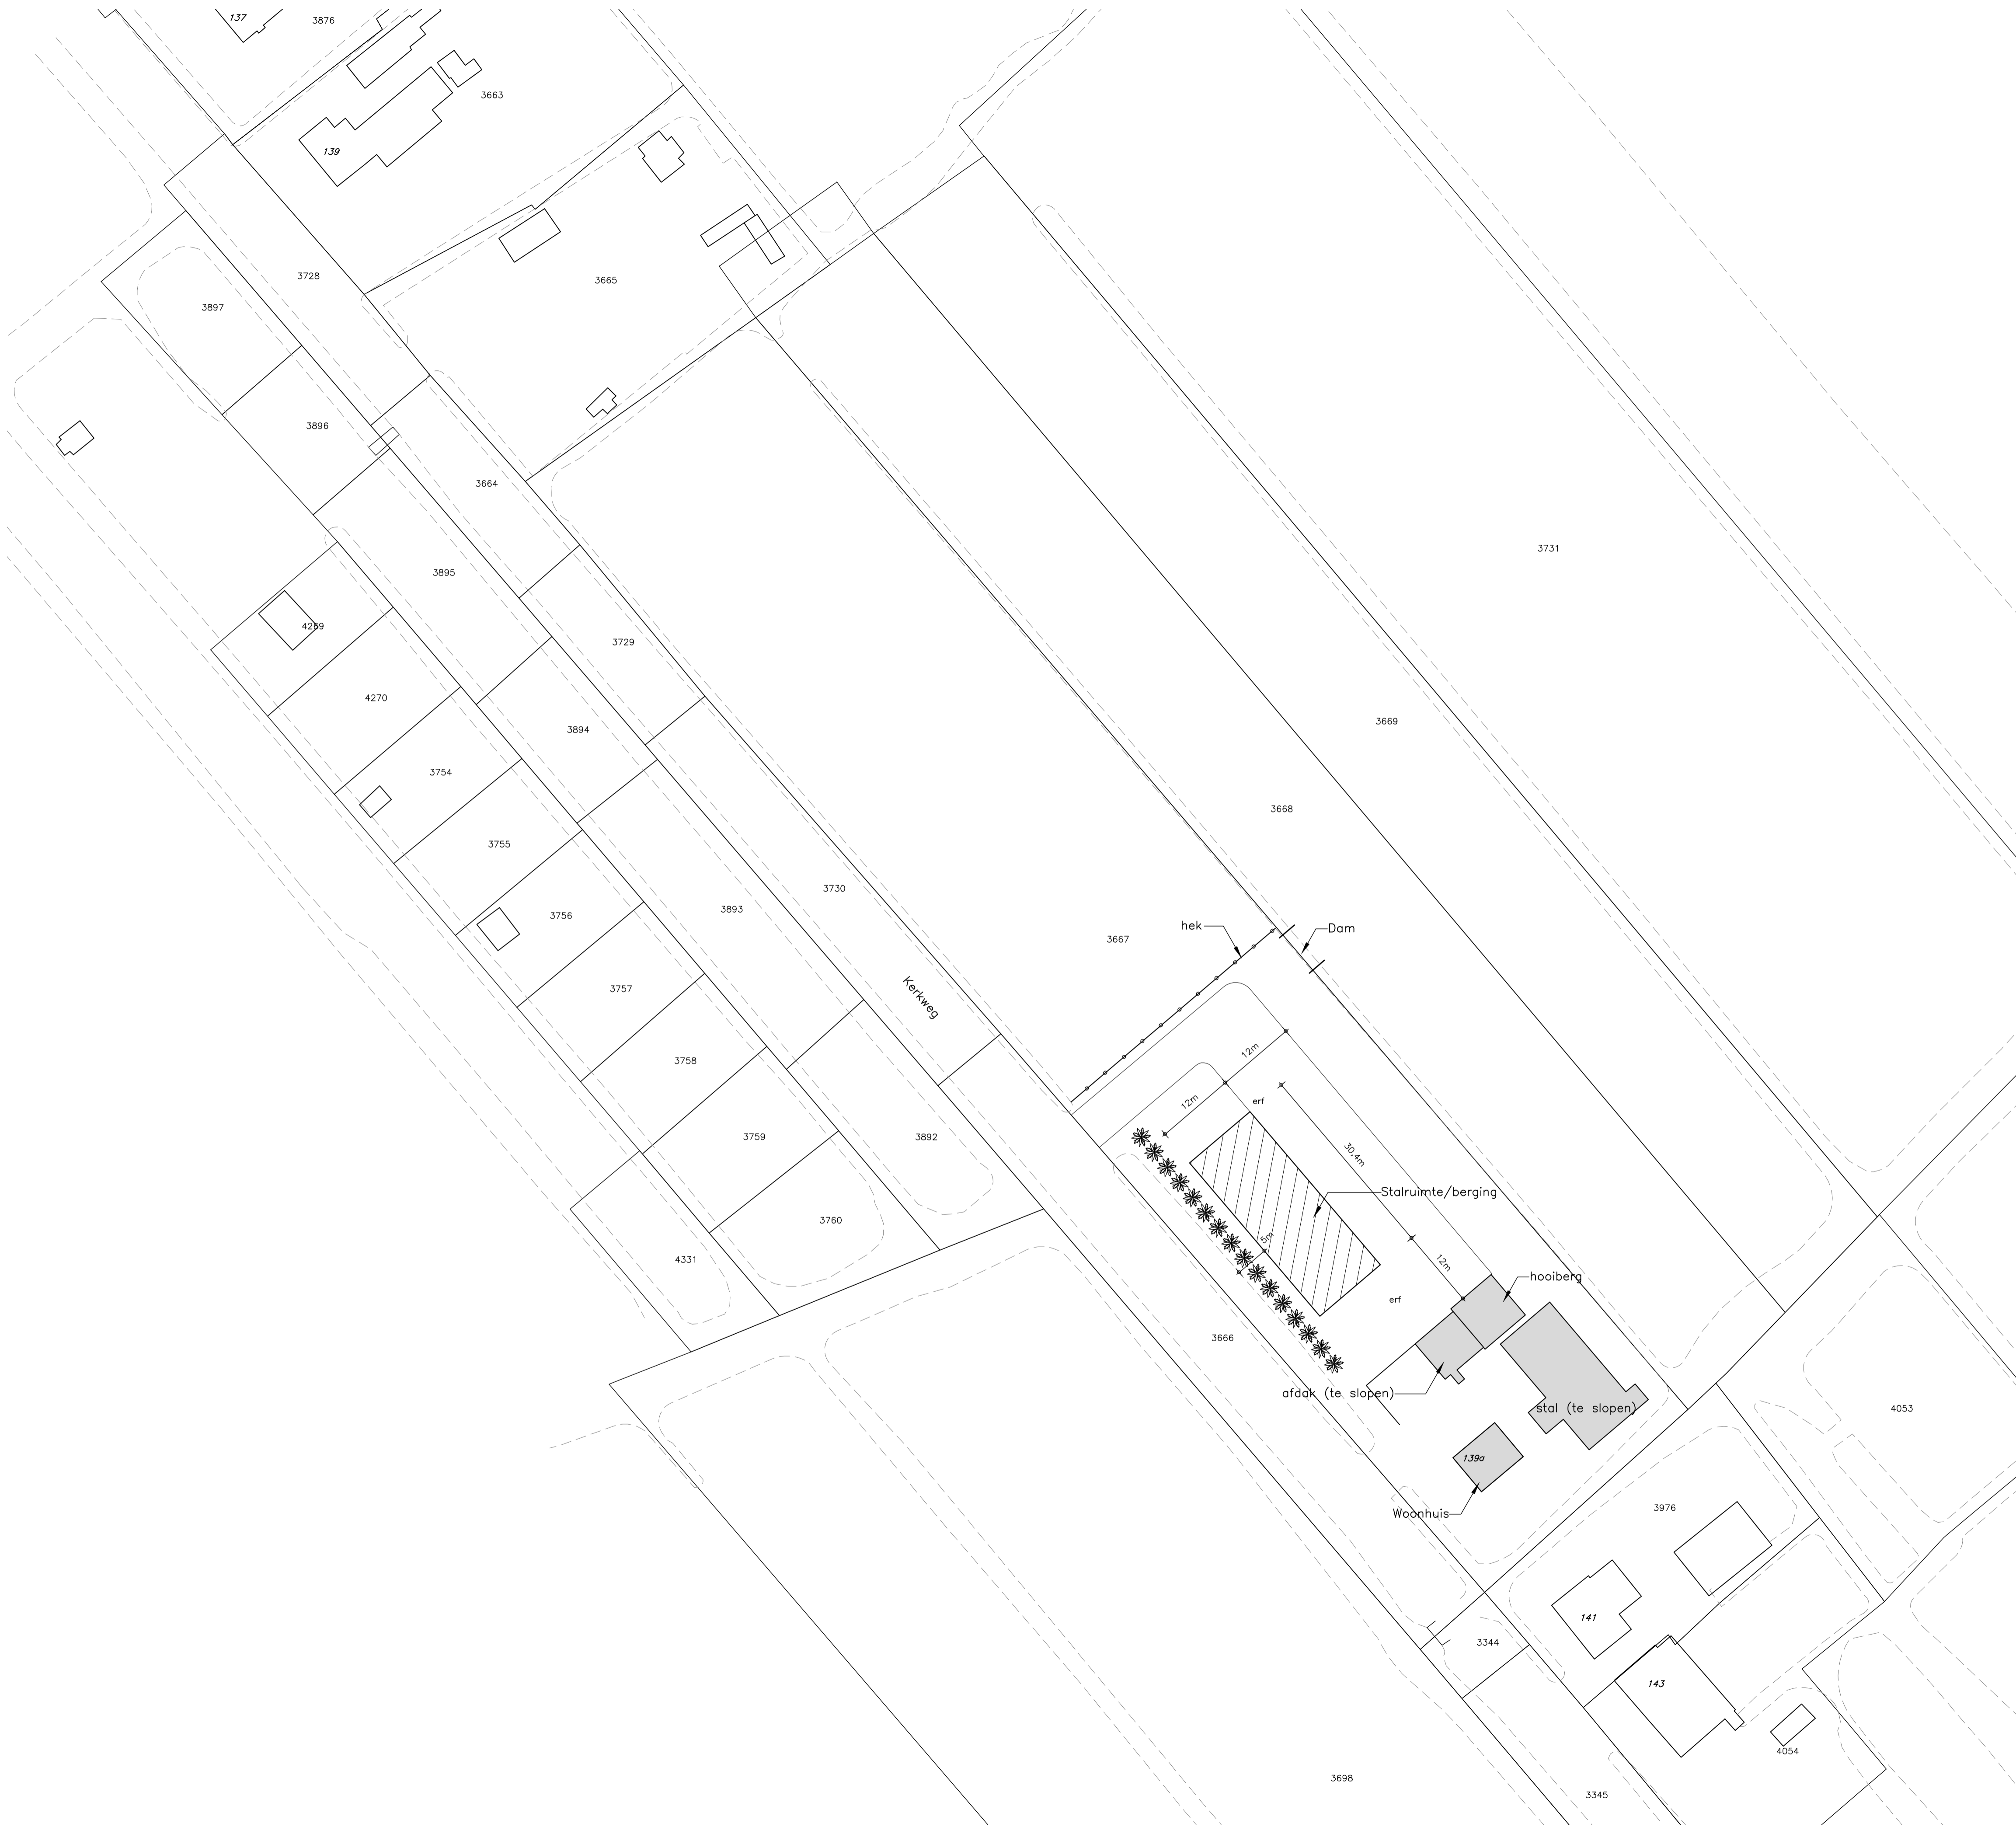 137
3876
3663
139
3728
3665
3897
3896
3664
3731
3895
4269
3729
4270
3669
3894
3754
3668
3755
3730
3893
3756
hek
Dam
3667
3757
Kerkweg
3758
12m
12m
erf
3759
3892
30,4m
Stalruimte/berging
3760
5m
4331
12m
hooiberg
erf
3666
afdak (te slopen)
stal (te slopen)
4053
139a
3976
Woonhuis
141
3344
143
4054
3698
3345